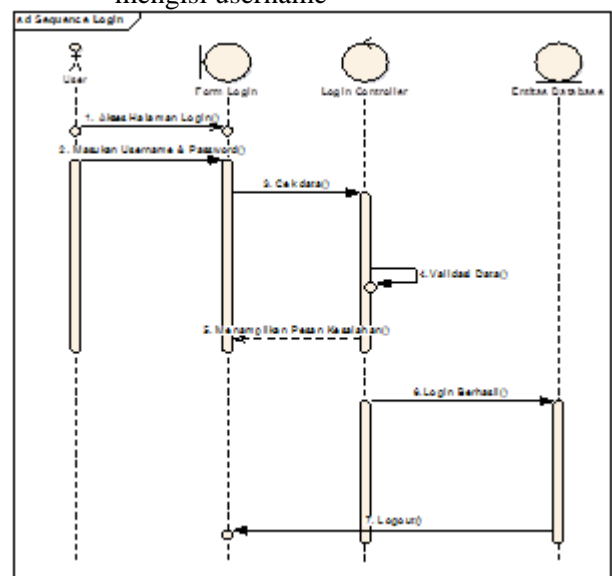 mengisi username
sd Sequence Login
User
Form Login
Login Controller
Entitas Database
1. Akses Halaman Login()
2. Masukan Username & Password()
3. Cek data()
4. Validasi Data()
5. Menampilkan Pesan Kesalahan()
6. Login Berhasil()
7. Logout()